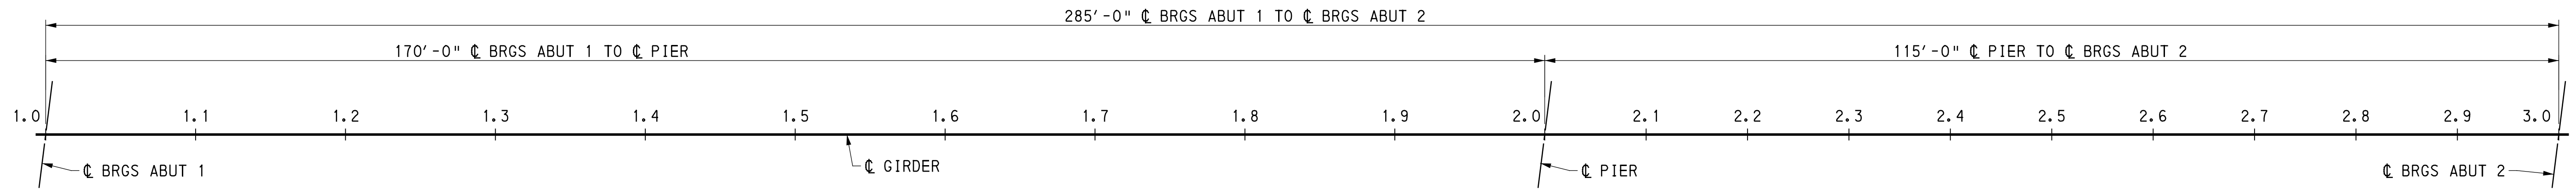 285'-0" ℄ BRGS ABUT 1 TO ℄ BRGS ABUT 2
170'-0" ℄ BRGS ABUT 1 TO ℄ PIER
115'-0" ℄ PIER TO ℄ BRGS ABUT 2
1.0 1.1 1.2 1.3 1.4 1.5 1.6 1.7 1.8 1.9 2.0 2.1 2.2 2.3 2.4 2.5 2.6 2.7 2.8 2.9 3.0
℄ BRGS ABUT 1
℄ GIRDER
℄ PIER
℄ BRGS ABUT 2